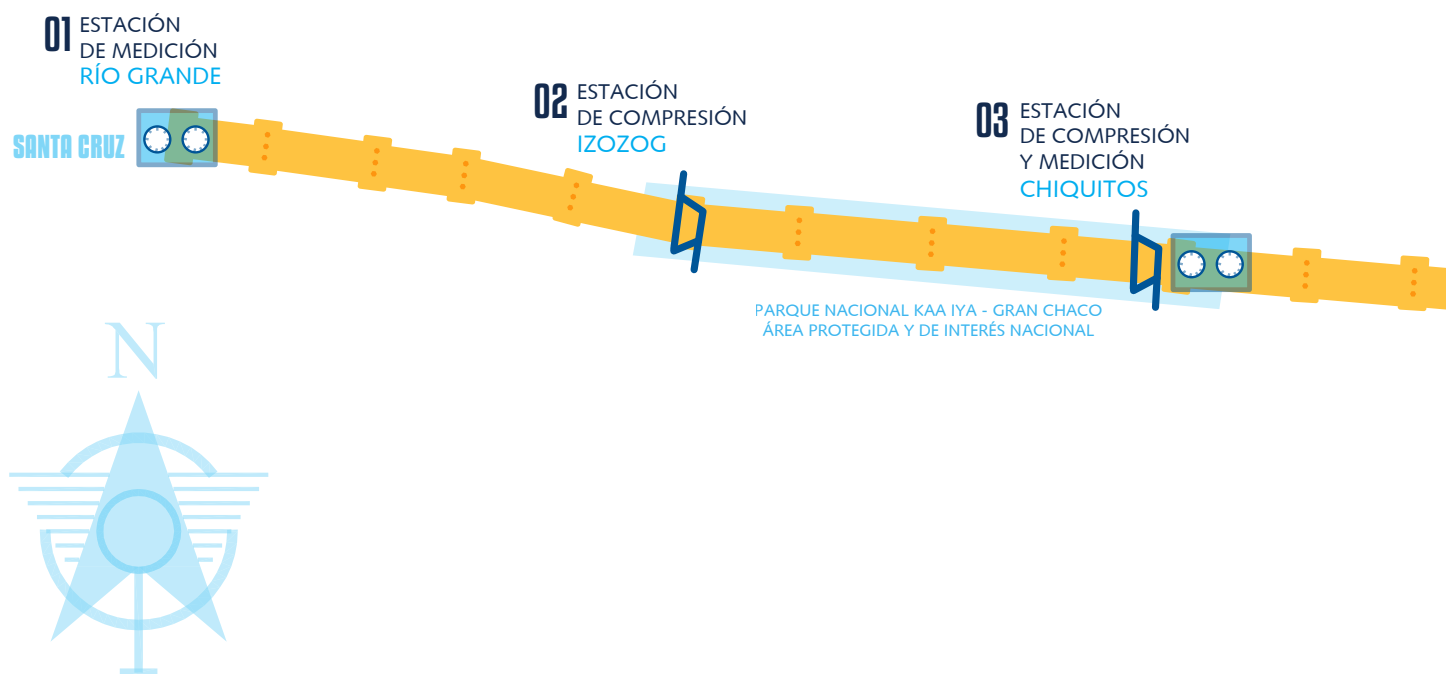 01 ESTACIÓN
DE MEDICIÓN
RÍO GRANDE
SANTA CRUZ
02 ESTACIÓN
DE COMPRESIÓN
IZOZOG
03 ESTACIÓN
DE COMPRESIÓN
Y MEDICIÓN
CHIQUITOS
PARQUE NACIONAL KAA IYA - GRAN CHACO
ÁREA PROTEGIDA Y DE INTERÉS NACIONAL
N